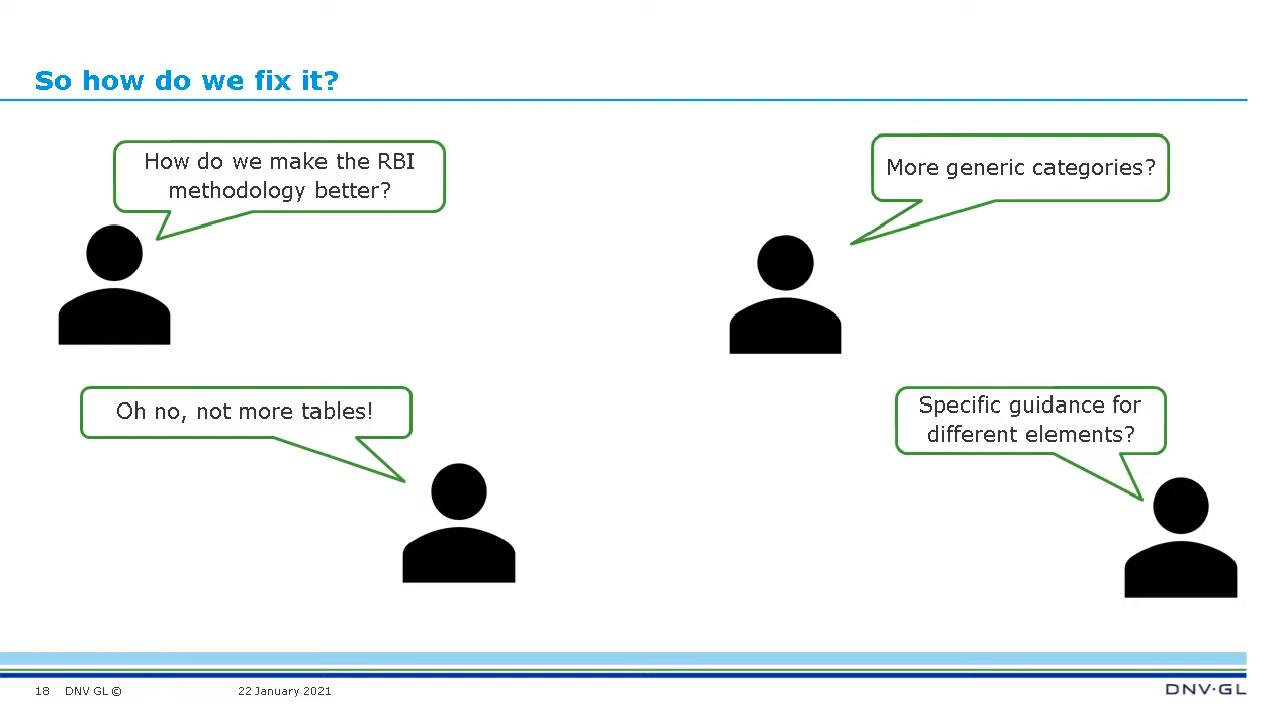 So how do we fix it?
How do we make the RBI
methodology better?
More generic categories?
Oh no, not more tables!
Specific guidance for
different elements?
18 DNV GL © 22 January 2021
DNV·GL